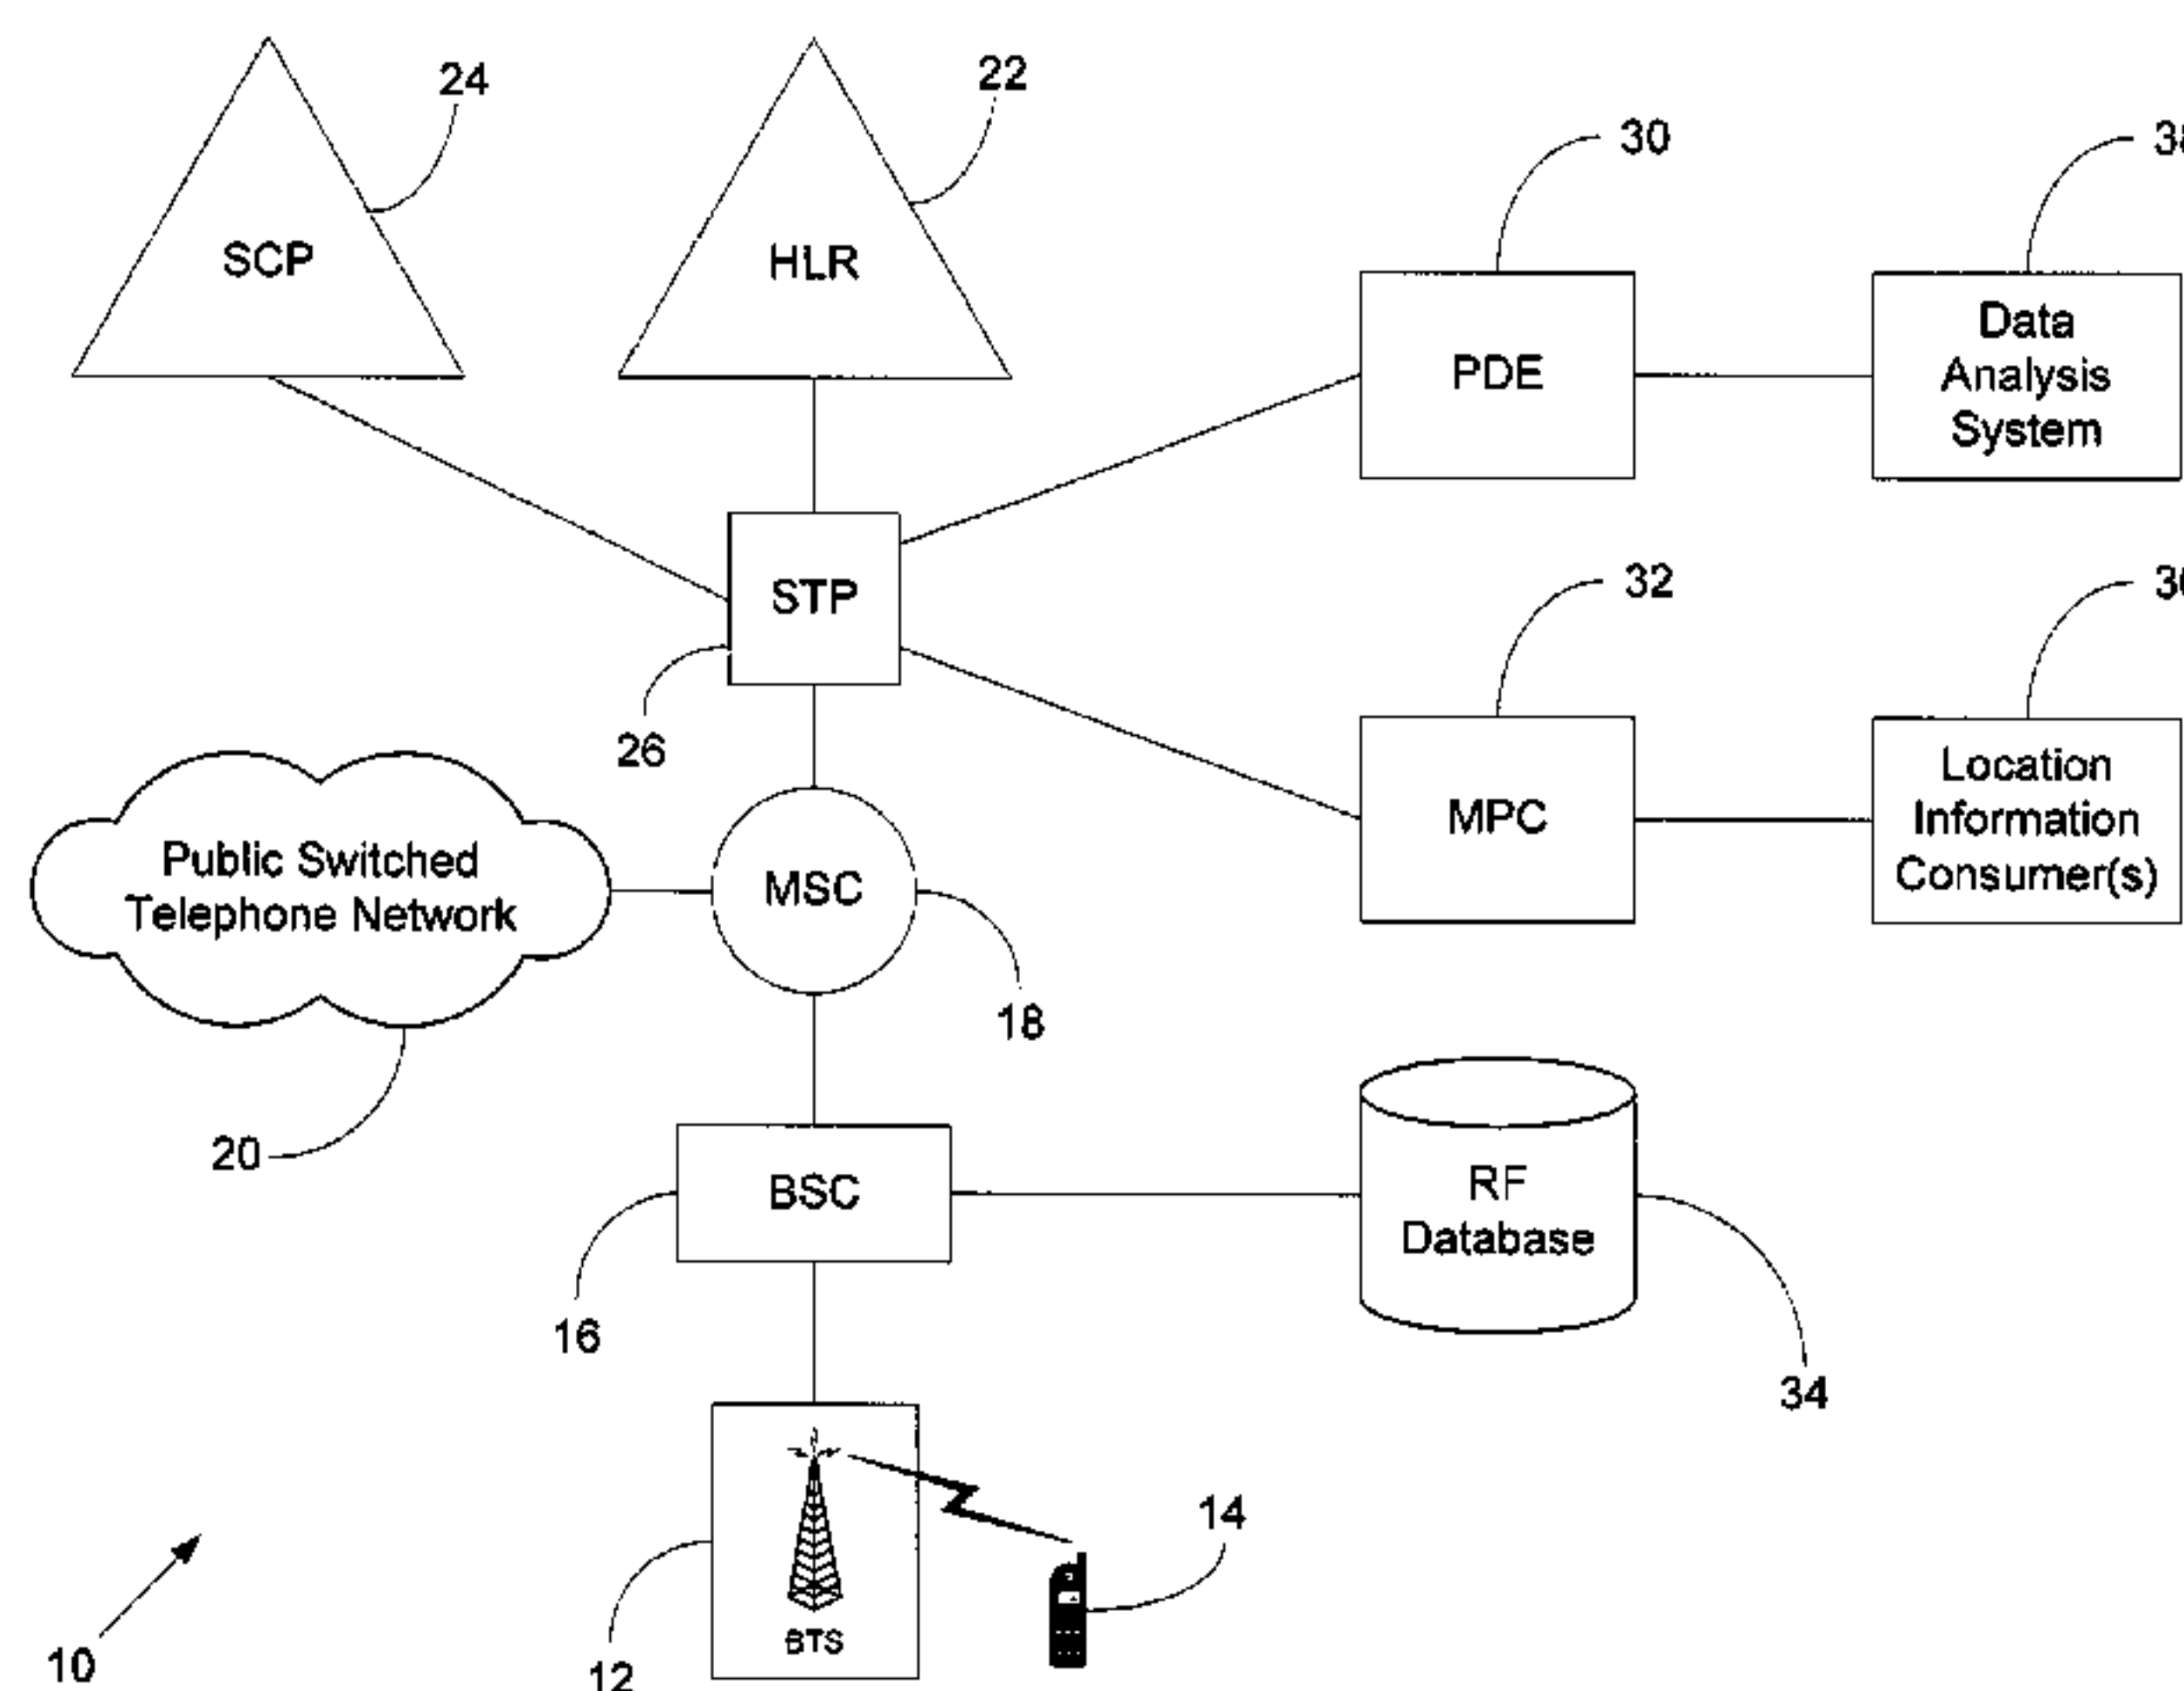 24
22
30
SCP
HLR
PDE
Data
Analysis
System
STP
32
26
MPC
Location
Information
Consumer(s)
Public Switched
Telephone Network
MSC
18
20
BSC
RF
Database
16
34
14
BTS
10
12